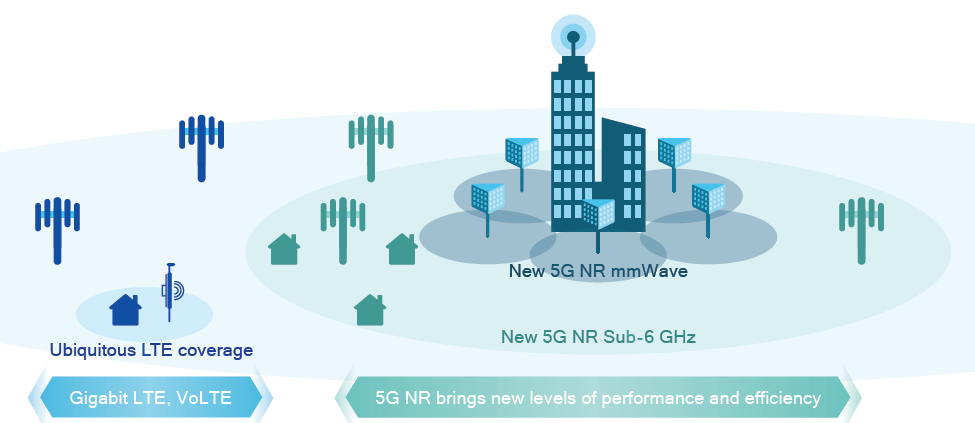 New 5G NR mmWave
New 5G NR Sub-6 GHz
Ubiquitous LTE coverage
Gigabit LTE, VoLTE
5G NR brings new levels of performance and efficiency